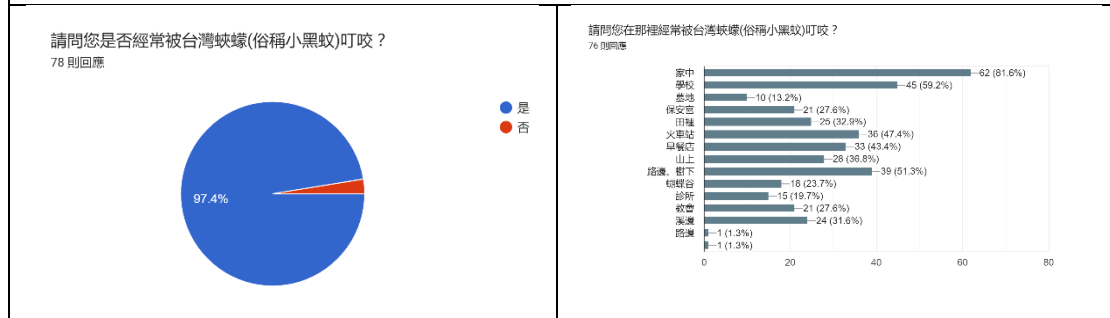 請問您是否經常被台灣蛺蠓(俗稱小黑蚊)叮咬？
78 則回應
是
否
97.4%
請問您在那裡經常被台灣蛺蠓(俗稱小黑蚊)叮咬？
76 則回應
家中
62 (81.6%)
學校
45 (59.2%)
墓地
10 (13.2%)
保安宮
21 (27.6%)
田裡
25 (32.9%)
火車站
36 (47.4%)
早餐店
33 (43.4%)
山上
28 (36.8%)
路邊、樹下
39 (51.3%)
蝴蝶谷
18 (23.7%)
診所
15 (19.7%)
教會
21 (27.6%)
溪邊
24 (31.6%)
路邊
1 (1.3%)
1 (1.3%)
0 20 40 60 80